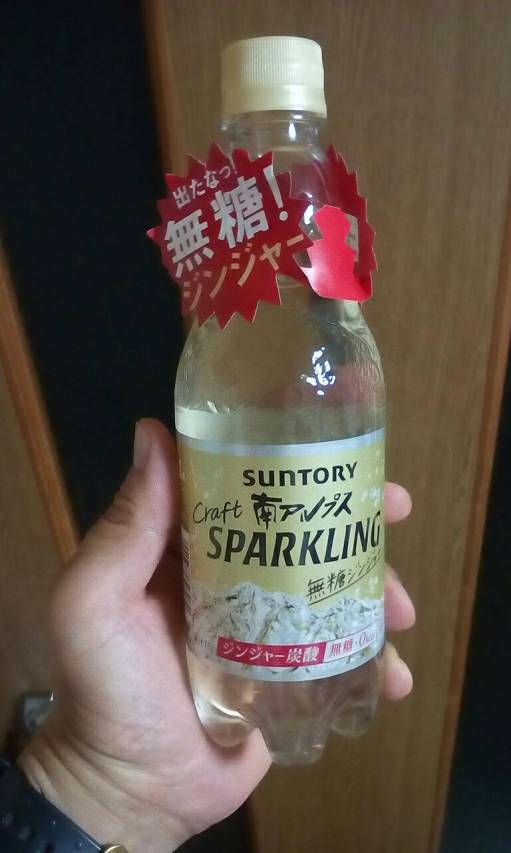 出たなっ!
無糖!
ジンジャー
SUNTORY
Craft 南アルプス
SPARKLING
無糖ジンジャー
ジンジャー炭酸 無糖・0kcal